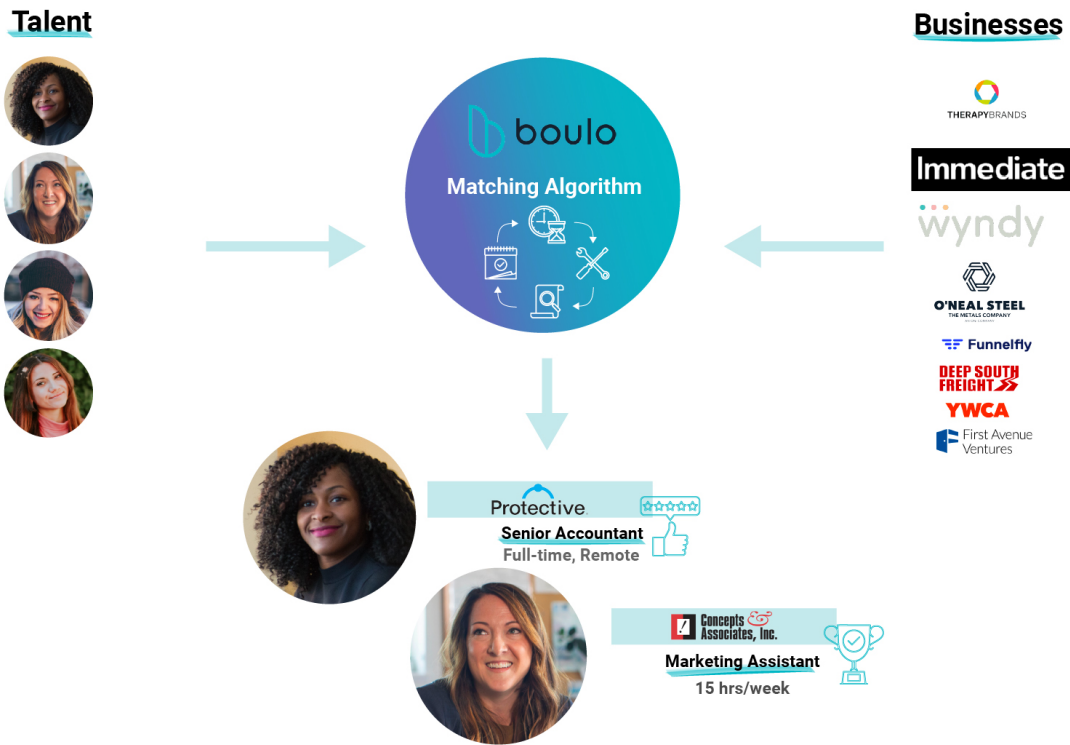 Talent
Businesses
THERAPYBRANDS
boulo
Immediate
Matching Algorithm
wyndy
O'NEAL STEEL
THE METALS COMPANY
Funnelfly
DEEP SOUTH
FREIGHT
YWCA
First Avenue
Ventures
Protective
Senior Accountant
Full-time, Remote
Concepts &
Associates, Inc.
Marketing Assistant
15 hrs/week